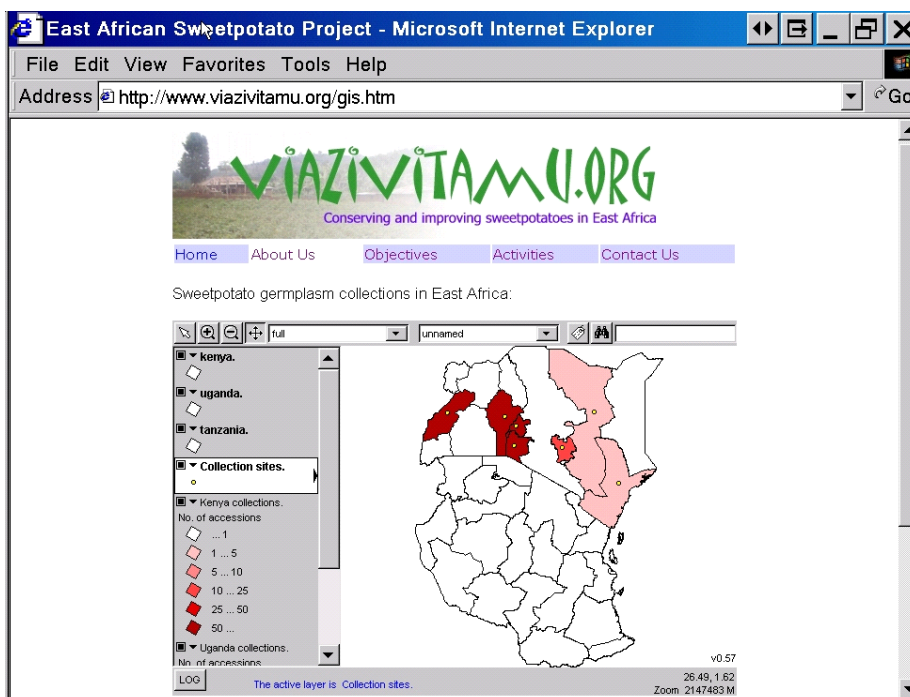 East African Sweetpotato Project - Microsoft Internet Explorer
File Edit View Favorites Tools Help
Address http://www.viazivitamu.org/gis.htm Go
VIAZIVITAMU.ORG
Conserving and improving sweetpotatoes in East Africa
Home About Us Objectives Activities Contact Us
Sweetpotato germplasm collections in East Africa:
full unnamed
kenya.
uganda.
tanzania.
Collection sites.
Kenya collections.
No. of accessions
... 1
1 ... 5
5 ... 10
10 ... 25
25 ... 50
50 ...
Uganda collections.
No. of accessions
v0.57
LOG The active layer is Collection sites. 26.49, 1.62
Zoom 2147483 M